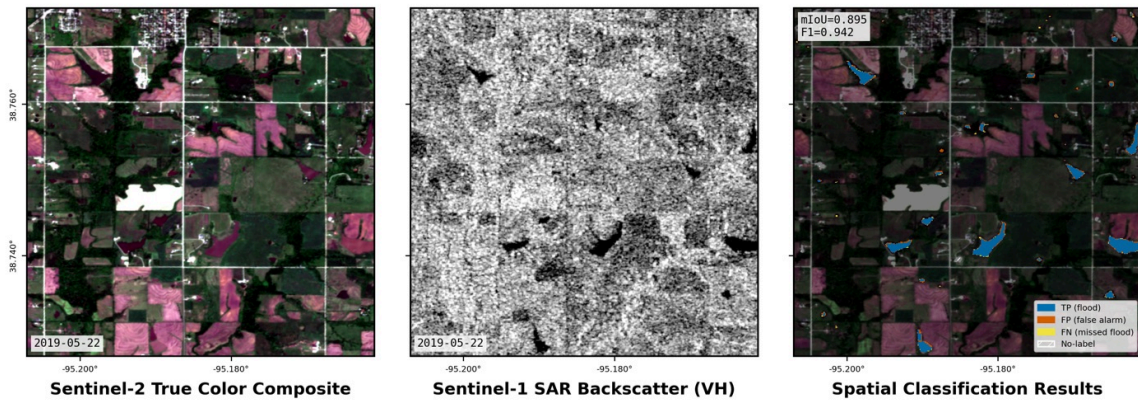 mIoU=0.895
F1=0.942
38.760°
38.740°
2019-05-22
2019-05-22
TP (flood)
FP (false alarm)
FN (missed flood)
No-label
-95.200°
-95.180°
-95.200°
-95.180°
-95.200°
-95.180°
Sentinel-2 True Color Composite
Sentinel-1 SAR Backscatter (VH)
Spatial Classification Results